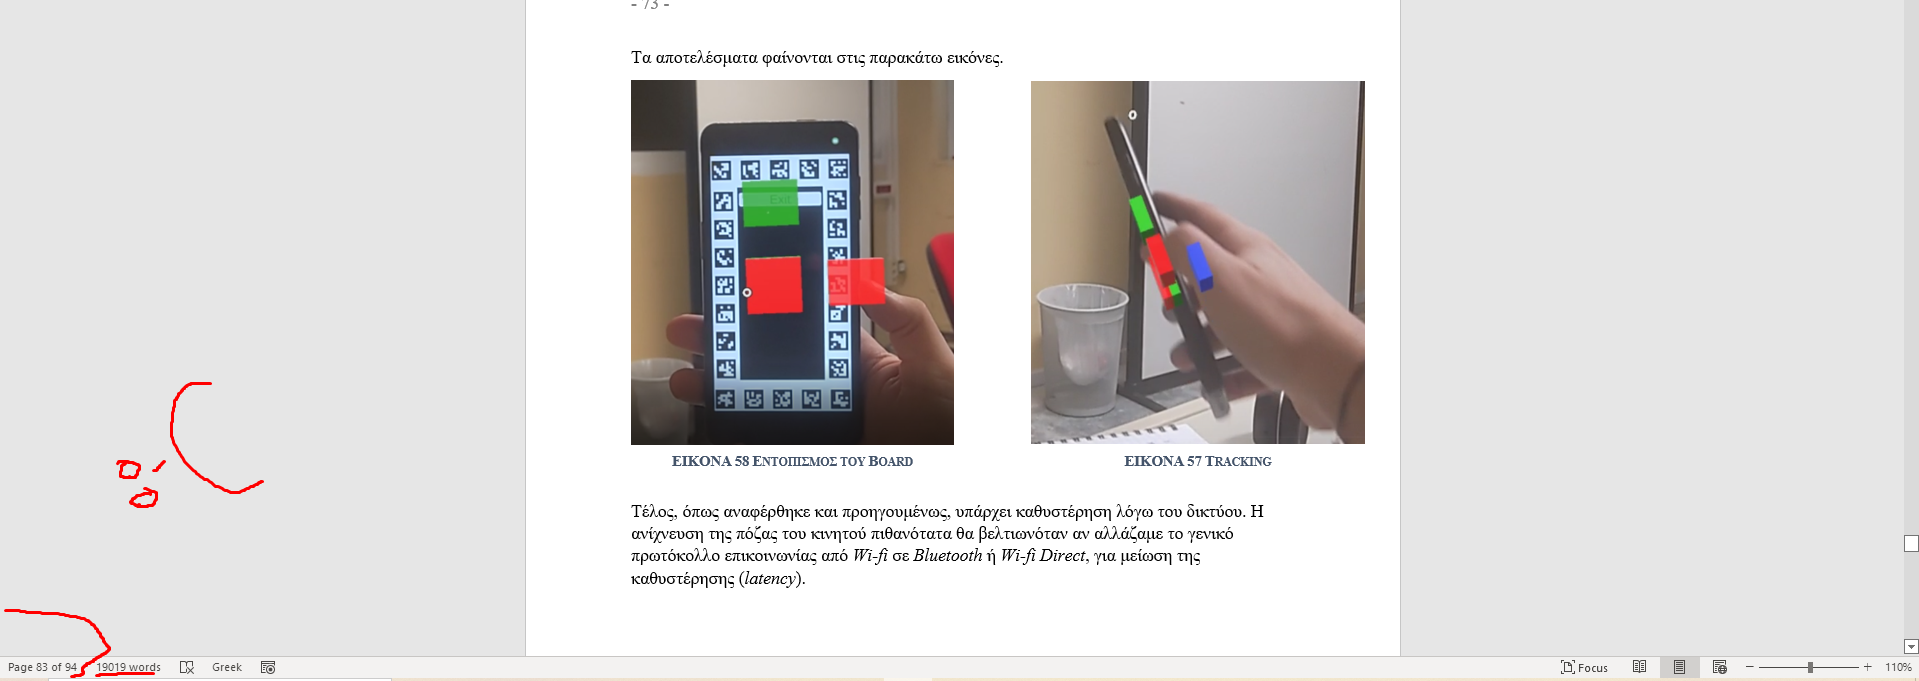 - 73 -
Τα αποτελέσματα φαίνονται στις παρακάτω εικόνες.
Exit
ΕΙΚΟΝΑ 58 ΕΝΤΟΠΙΣΜΟΣ ΤΟΥ BOARD
ΕΙΚΟΝΑ 57 TRACKING
Τέλος, όπως αναφέρθηκε και προηγουμένως, υπάρχει καθυστέρηση λόγω του δικτύου. Η
ανίχνευση της πόζας του κινητού πιθανότατα θα βελτιωνόταν αν αλλάζαμε το γενικό
πρωτόκολλο επικοινωνίας από Wi-fi σε Bluetooth ή Wi-fi Direct, για μείωση της
καθυστέρησης (latency).
Page 83 of 94 19019 words Greek Focus 110%